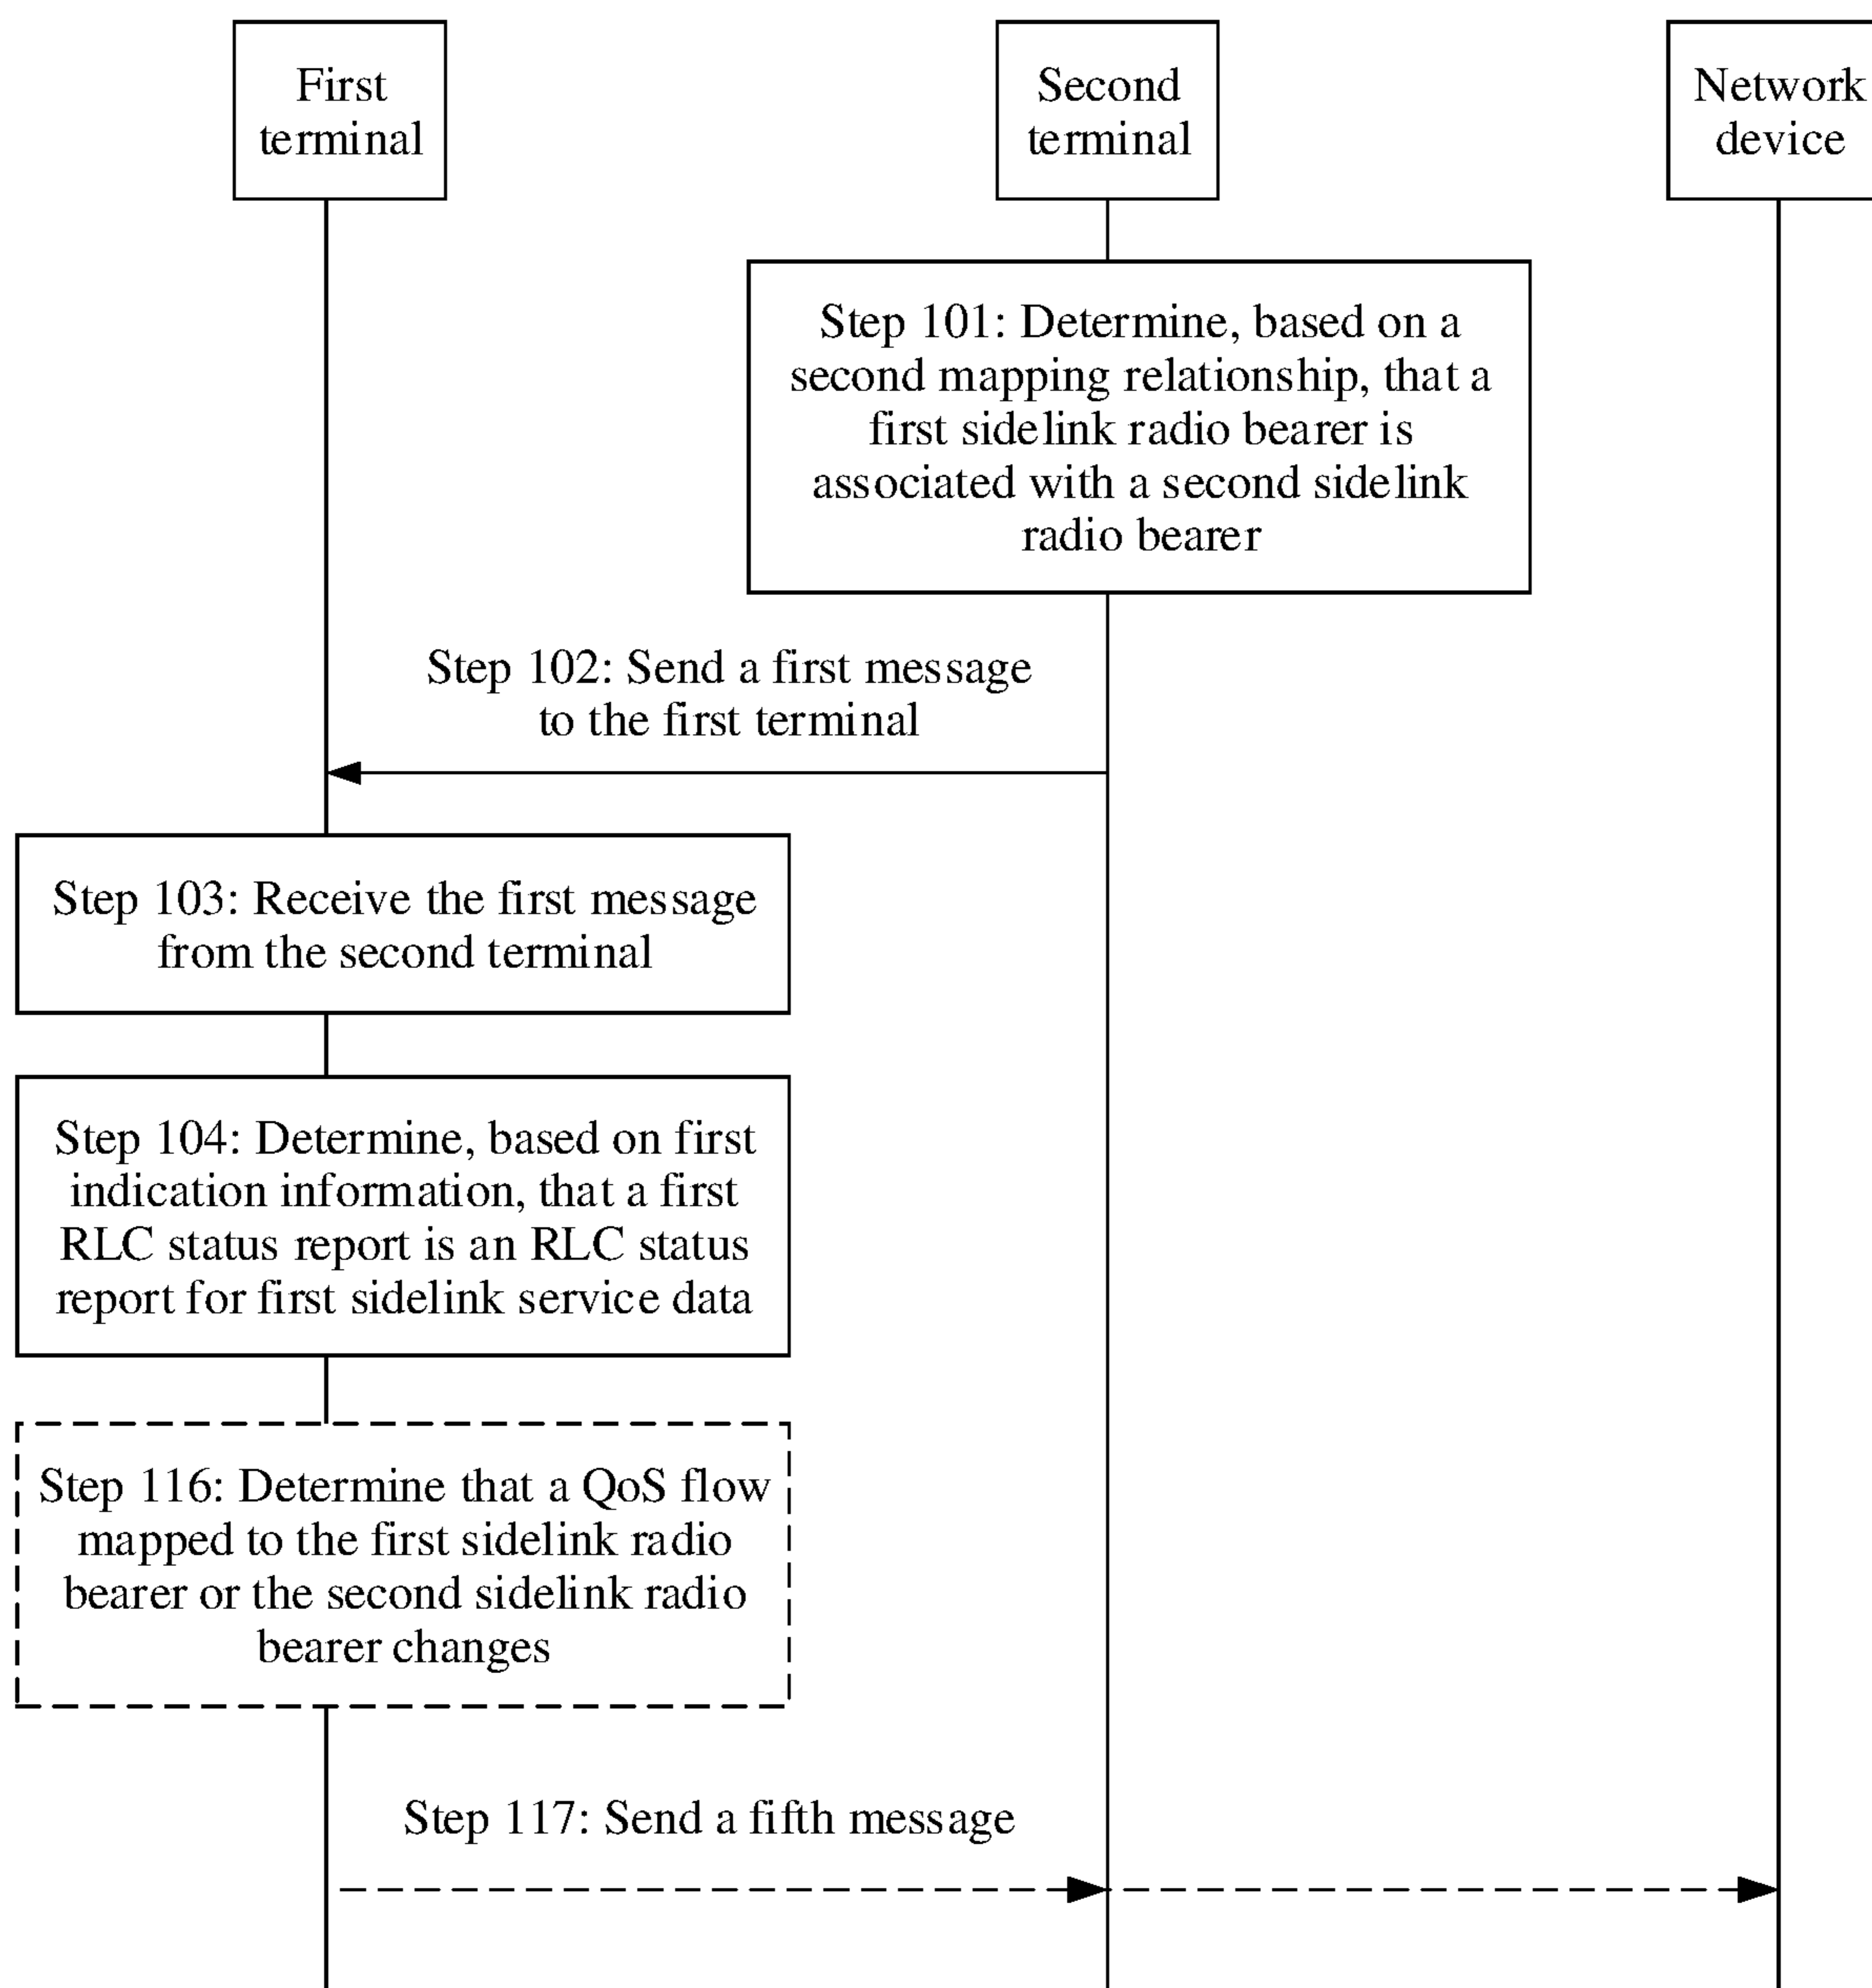 First
terminal
Second
terminal
Network
device
Step 101: Determine, based on a
second mapping relationship, that a
first sidelink radio bearer is
associated with a second sidelink
radio bearer
Step 102: Send a first message
to the first terminal
Step 103: Receive the first message
from the second terminal
Step 104: Determine, based on first
indication information, that a first
RLC status report is an RLC status
report for first sidelink service data
Step 116: Determine that a QoS flow
mapped to the first sidelink radio
bearer or the second sidelink radio
bearer changes
Step 117: Send a fifth message